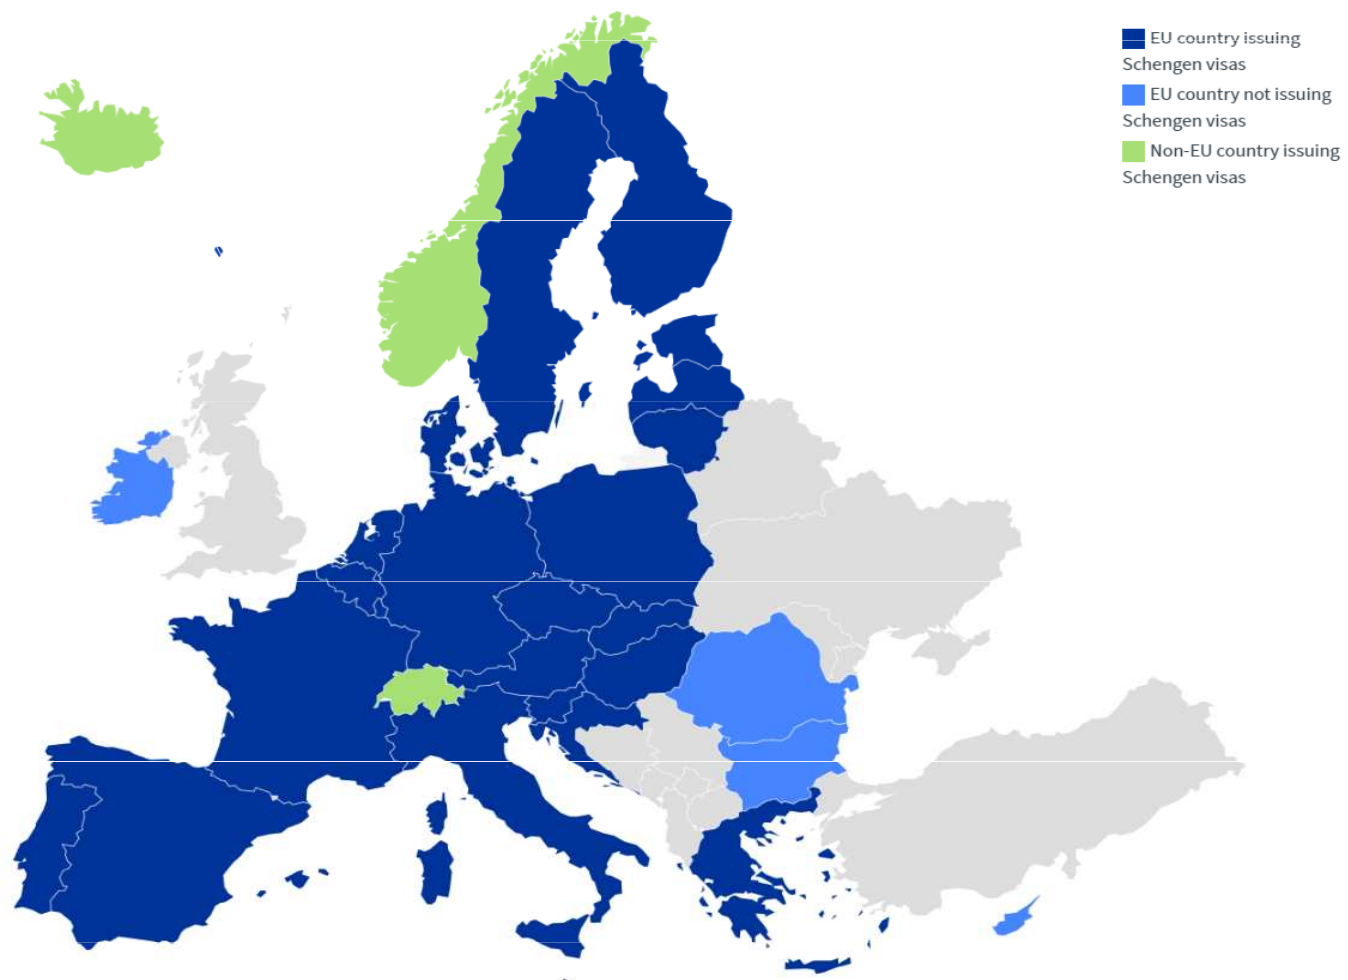 EU country issuing
Schengen visas
EU country not issuing
Schengen visas
Non-EU country issuing
Schengen visas